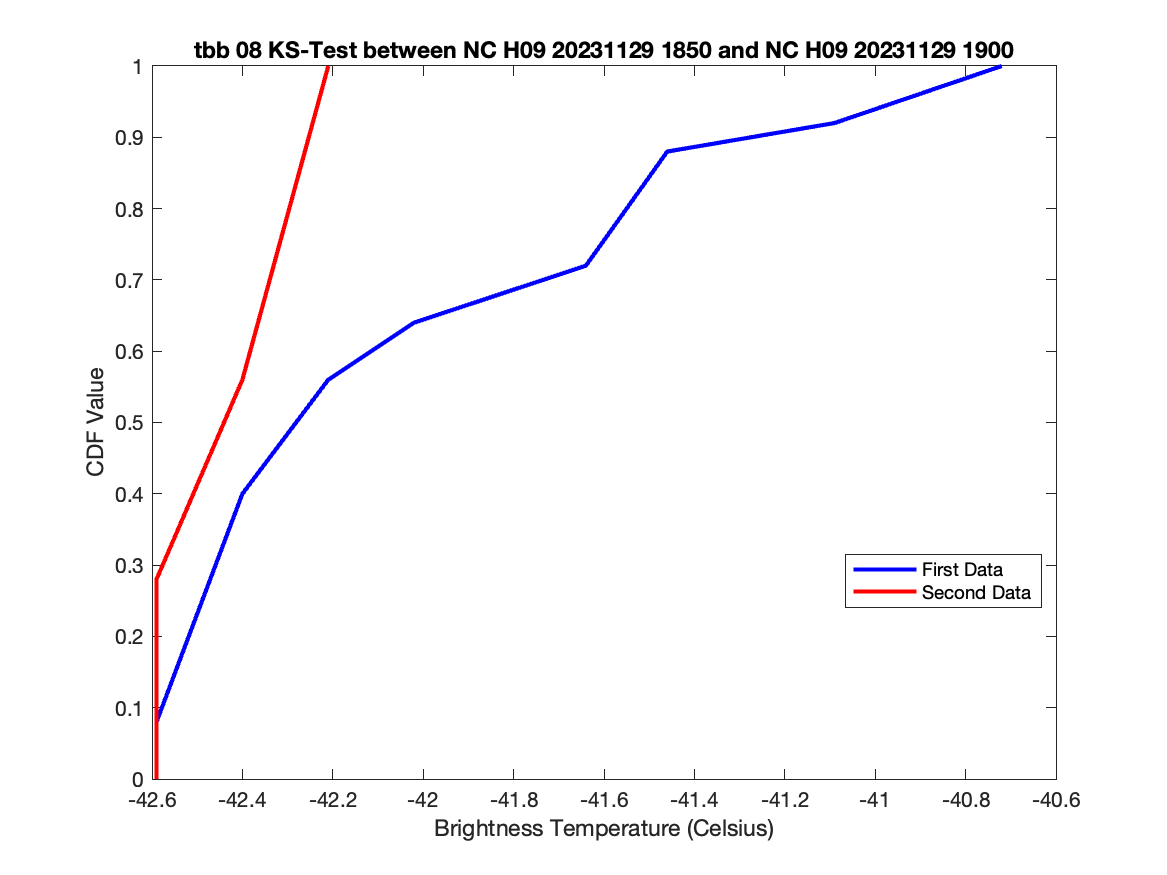 tbb 08 KS-Test between NC H09 20231129 1850 and NC H09 20231129 1900
1
0.9
0.8
0.7
0.6
0.5
0.4
0.3
0.2
0.1
0
CDF Value
First Data
Second Data
-42.6 -42.4 -42.2 -42 -41.8 -41.6 -41.4 -41.2 -41 -40.8 -40.6
Brightness Temperature (Celsius)